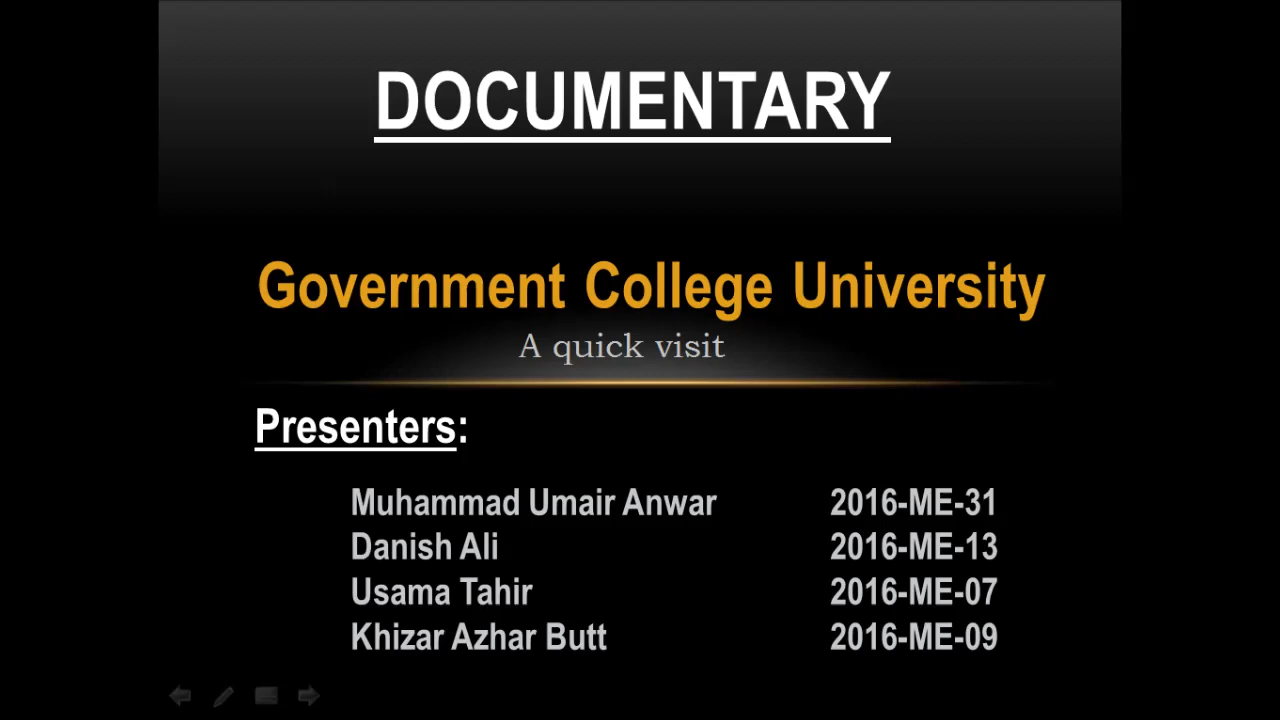 DOCUMENTARY
Government College University
A quick visit
Presenters:
Muhammad Umair Anwar 2016-ME-31
Danish Ali 2016-ME-13
Usama Tahir 2016-ME-07
Khizar Azhar Butt 2016-ME-09